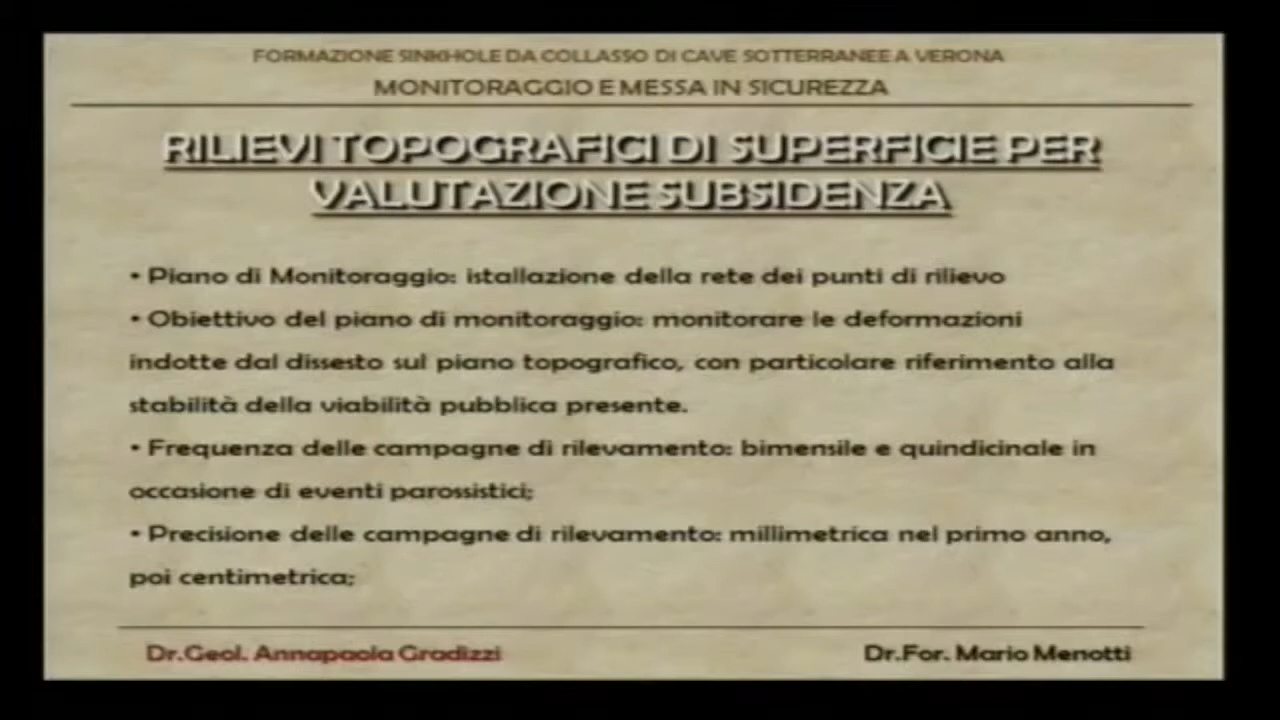 FORMAZIONE SINKHOLE DA COLLASSO DI CAVE SOTTERRANEE A VERONA
MONITORAGGIO E MESSA IN SICUREZZA
RILIEVI TOPOGRAFICI DI SUPERFICIE PER
VALUTAZIONE SUBSIDENZA
• Piano di Monitoraggio: istallazione della rete dei punti di rilievo
• Obiettivo del piano di monitoraggio: monitorare le deformazioni
indotte dal dissesto sul piano topografico, con particolare riferimento alla
stabilità della viabilità pubblica presente.
• Frequenza delle campagne di rilevamento: bimensile e quindicinale in
occasione di eventi parossistici;
• Precisione delle campagne di rilevamento: millimetrica nel primo anno,
poi centimetrica;
Dr.Geol. Annapaola Gradizzi
Dr.For. Mario Menotti